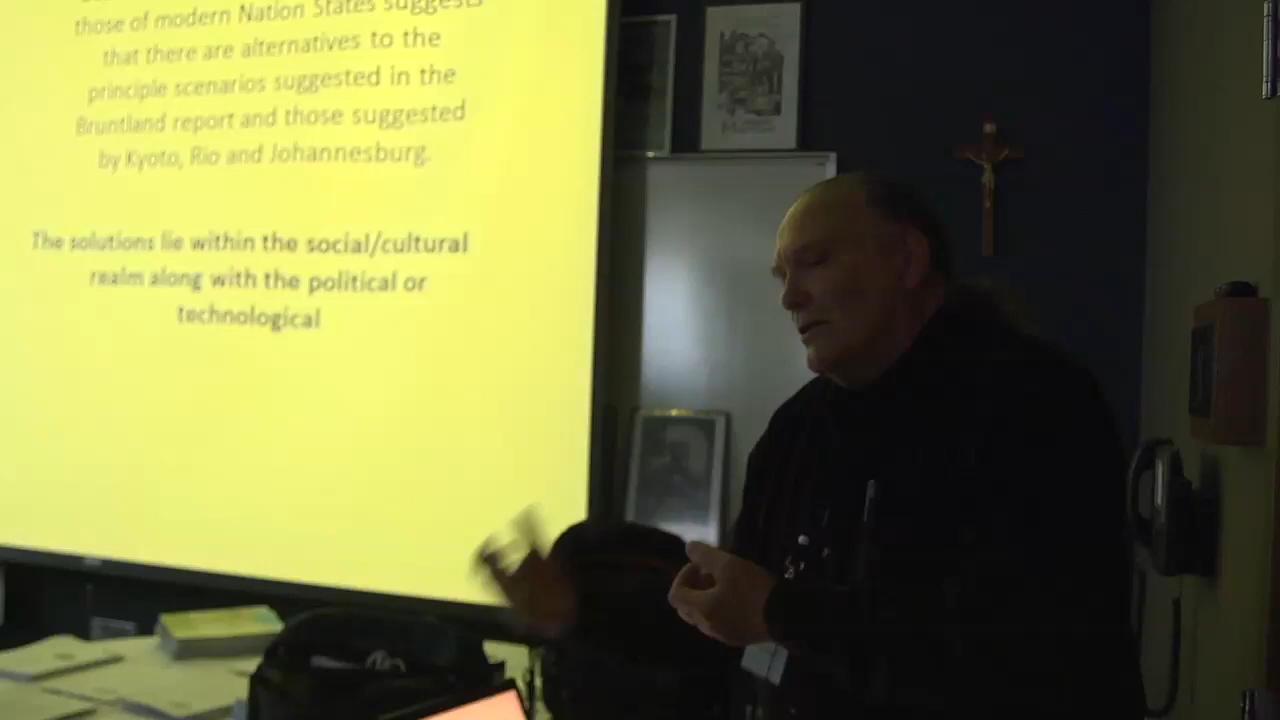 those of modern Nation States suggests
that there are alternatives to the
principle scenarios suggested in the
Bruntland report and those suggested
by Kyoto, Rio and Johannesburg.
The solutions lie within the social/cultural
realm along with the political or
technological